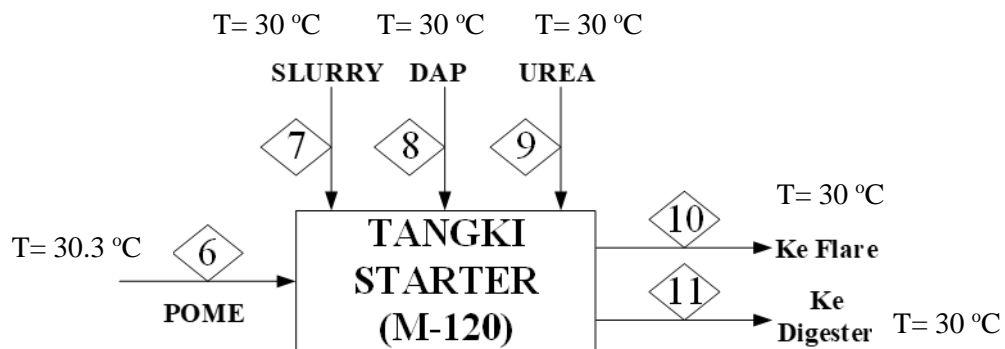 T= 30 ºC T= 30 ºC T= 30 ºC
SLURRY DAP UREA
7 8 9
T= 30.3 ºC
6
POME
TANGKI
STARTER
(M-120)
T= 30 ºC
10
Ke Flare
11
Ke
Digester
T= 30 ºC